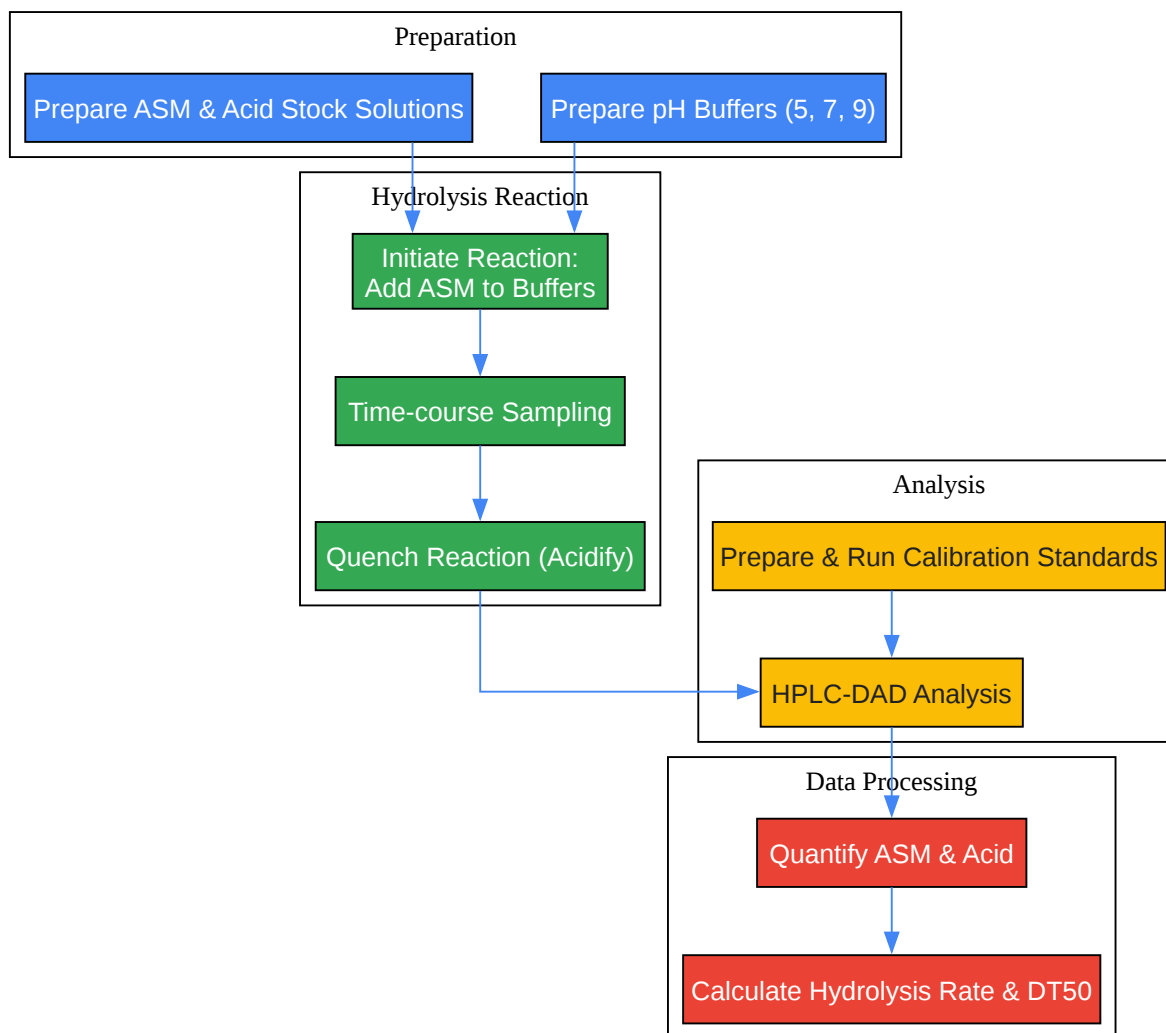 Preparation
Prepare ASM & Acid Stock Solutions
Prepare pH Buffers (5, 7, 9)
Hydrolysis Reaction
Initiate Reaction:
Add ASM to Buffers
Time-course Sampling
Quench Reaction (Acidify)
Analysis
Prepare & Run Calibration Standards
HPLC-DAD Analysis
Data Processing
Quantify ASM & Acid
Calculate Hydrolysis Rate & DT50